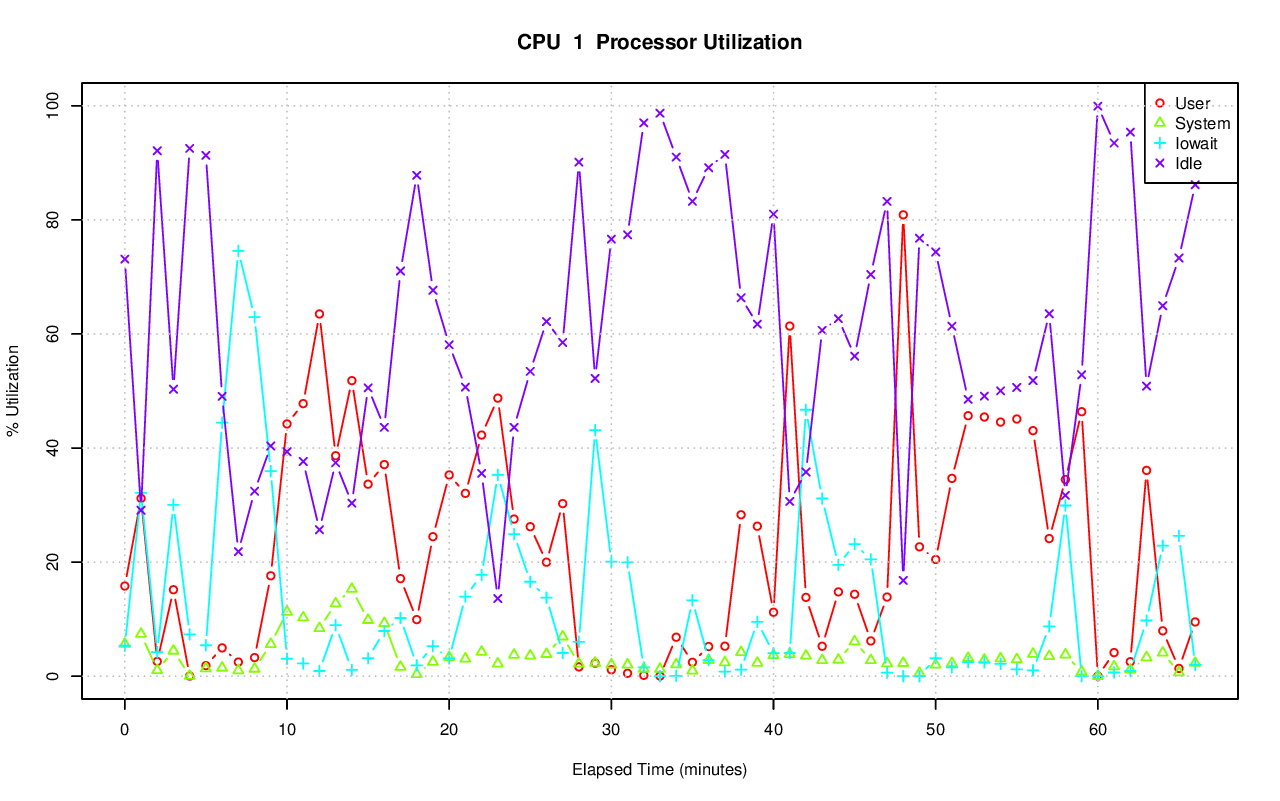 CPU  1  Processor Utilization
% Utilization
100
80
60
40
20
0
User
System
Iowait
Idle
0 10 20 30 40 50 60
Elapsed Time (minutes)